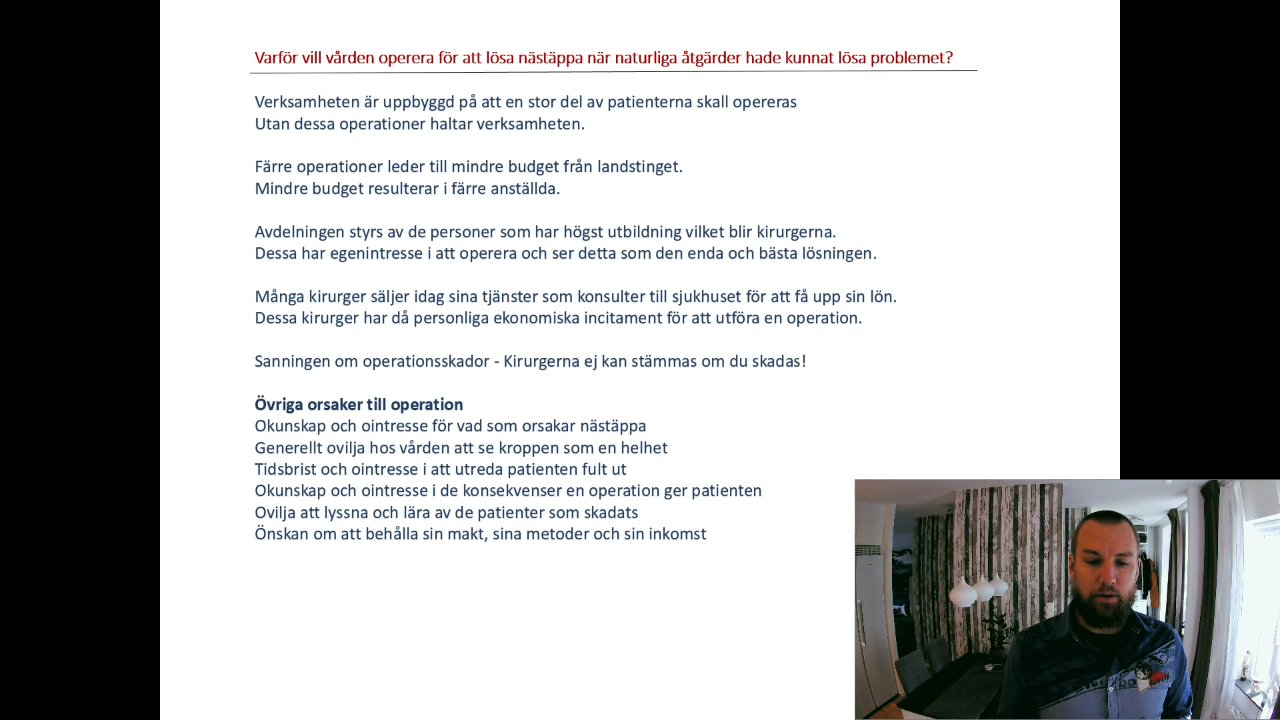 Varför vill vården operera för att lösa nästäppa när naturliga åtgärder hade kunnat lösa problemet?
Verksamheten är uppbyggd på att en stor del av patienterna skall opereras
Utan dessa operationer haltar verksamheten.
Färre operationer leder till mindre budget från landstinget.
Mindre budget resulterar i färre anställda.
Avdelningen styrs av de personer som har högst utbildning vilket blir kirurgerna.
Dessa har egenintresse i att operera och ser detta som den enda och bästa lösningen.
Många kirurger säljer idag sina tjänster som konsulter till sjukhuset för att få upp sin lön.
Dessa kirurger har då personliga ekonomiska incitament för att utföra en operation.
Sanningen om operationsskador - Kirurgerna ej kan stämmas om du skadas!
Övriga orsaker till operation
Okunskap och ointresse för vad som orsakar nästäppa
Generellt ovilja hos vården att se kroppen som en helhet
Tidsbrist och ointresse i att utreda patienten fult ut
Okunskap och ointresse i de konsekvenser en operation ger patienten
Ovilja att lyssna och lära av de patienter som skadats
Önskan om att behålla sin makt, sina metoder och sin inkomst